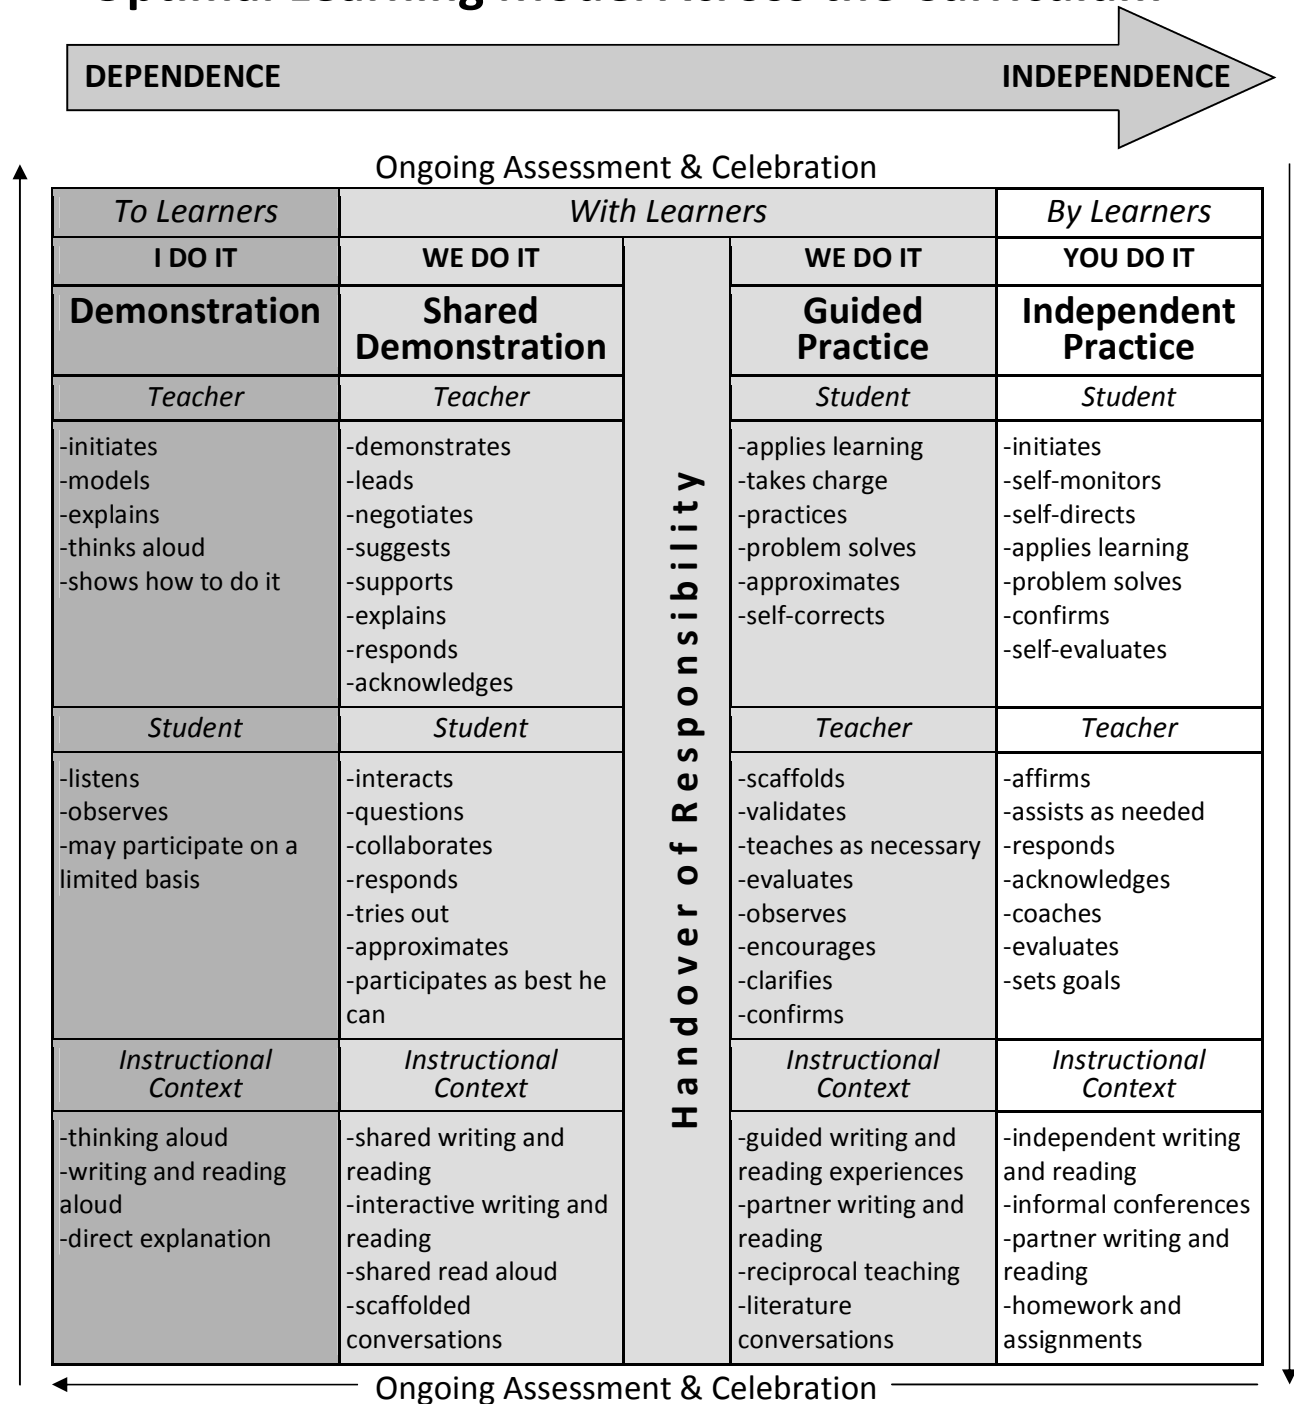 Optimal Learning Model Across the Curriculum
DEPENDENCE
INDEPENDENCE
Ongoing Assessment & Celebration
To Learners
With Learners
By Learners
I DO IT
WE DO IT
WE DO IT
YOU DO IT
Demonstration
Shared
Demonstration
Handover of Responsibility
Guided
Practice
Independent
Practice
Teacher
Teacher
Student
Student
-initiates
-models
-explains
-thinks aloud
-shows how to do it
-demonstrates
-leads
-negotiates
-suggests
-supports
-explains
-responds
-acknowledges
-applies learning
-takes charge
-practices
-problem solves
-approximates
-self-corrects
-initiates
-self-monitors
-self-directs
-applies learning
-problem solves
-confirms
-self-evaluates
Student
Student
Teacher
Teacher
-listens
-observes
-may participate on a
limited basis
-interacts
-questions
-collaborates
-responds
-tries out
-approximates
-participates as best he
can
-scaffolds
-validates
-teaches as necessary
-evaluates
-observes
-encourages
-clarifies
-confirms
-affirms
-assists as needed
-responds
-acknowledges
-coaches
-evaluates
-sets goals
Instructional
Context
Instructional
Context
Instructional
Context
Instructional
Context
-thinking aloud
-writing and reading
aloud
-direct explanation
-shared writing and
reading
-interactive writing and
reading
-shared read aloud
-scaffolded
conversations
-guided writing and
reading experiences
-partner writing and
reading
-reciprocal teaching
-literature
conversations
-independent writing
and reading
-informal conferences
-partner writing and
reading
-homework and
assignments
Ongoing Assessment & Celebration